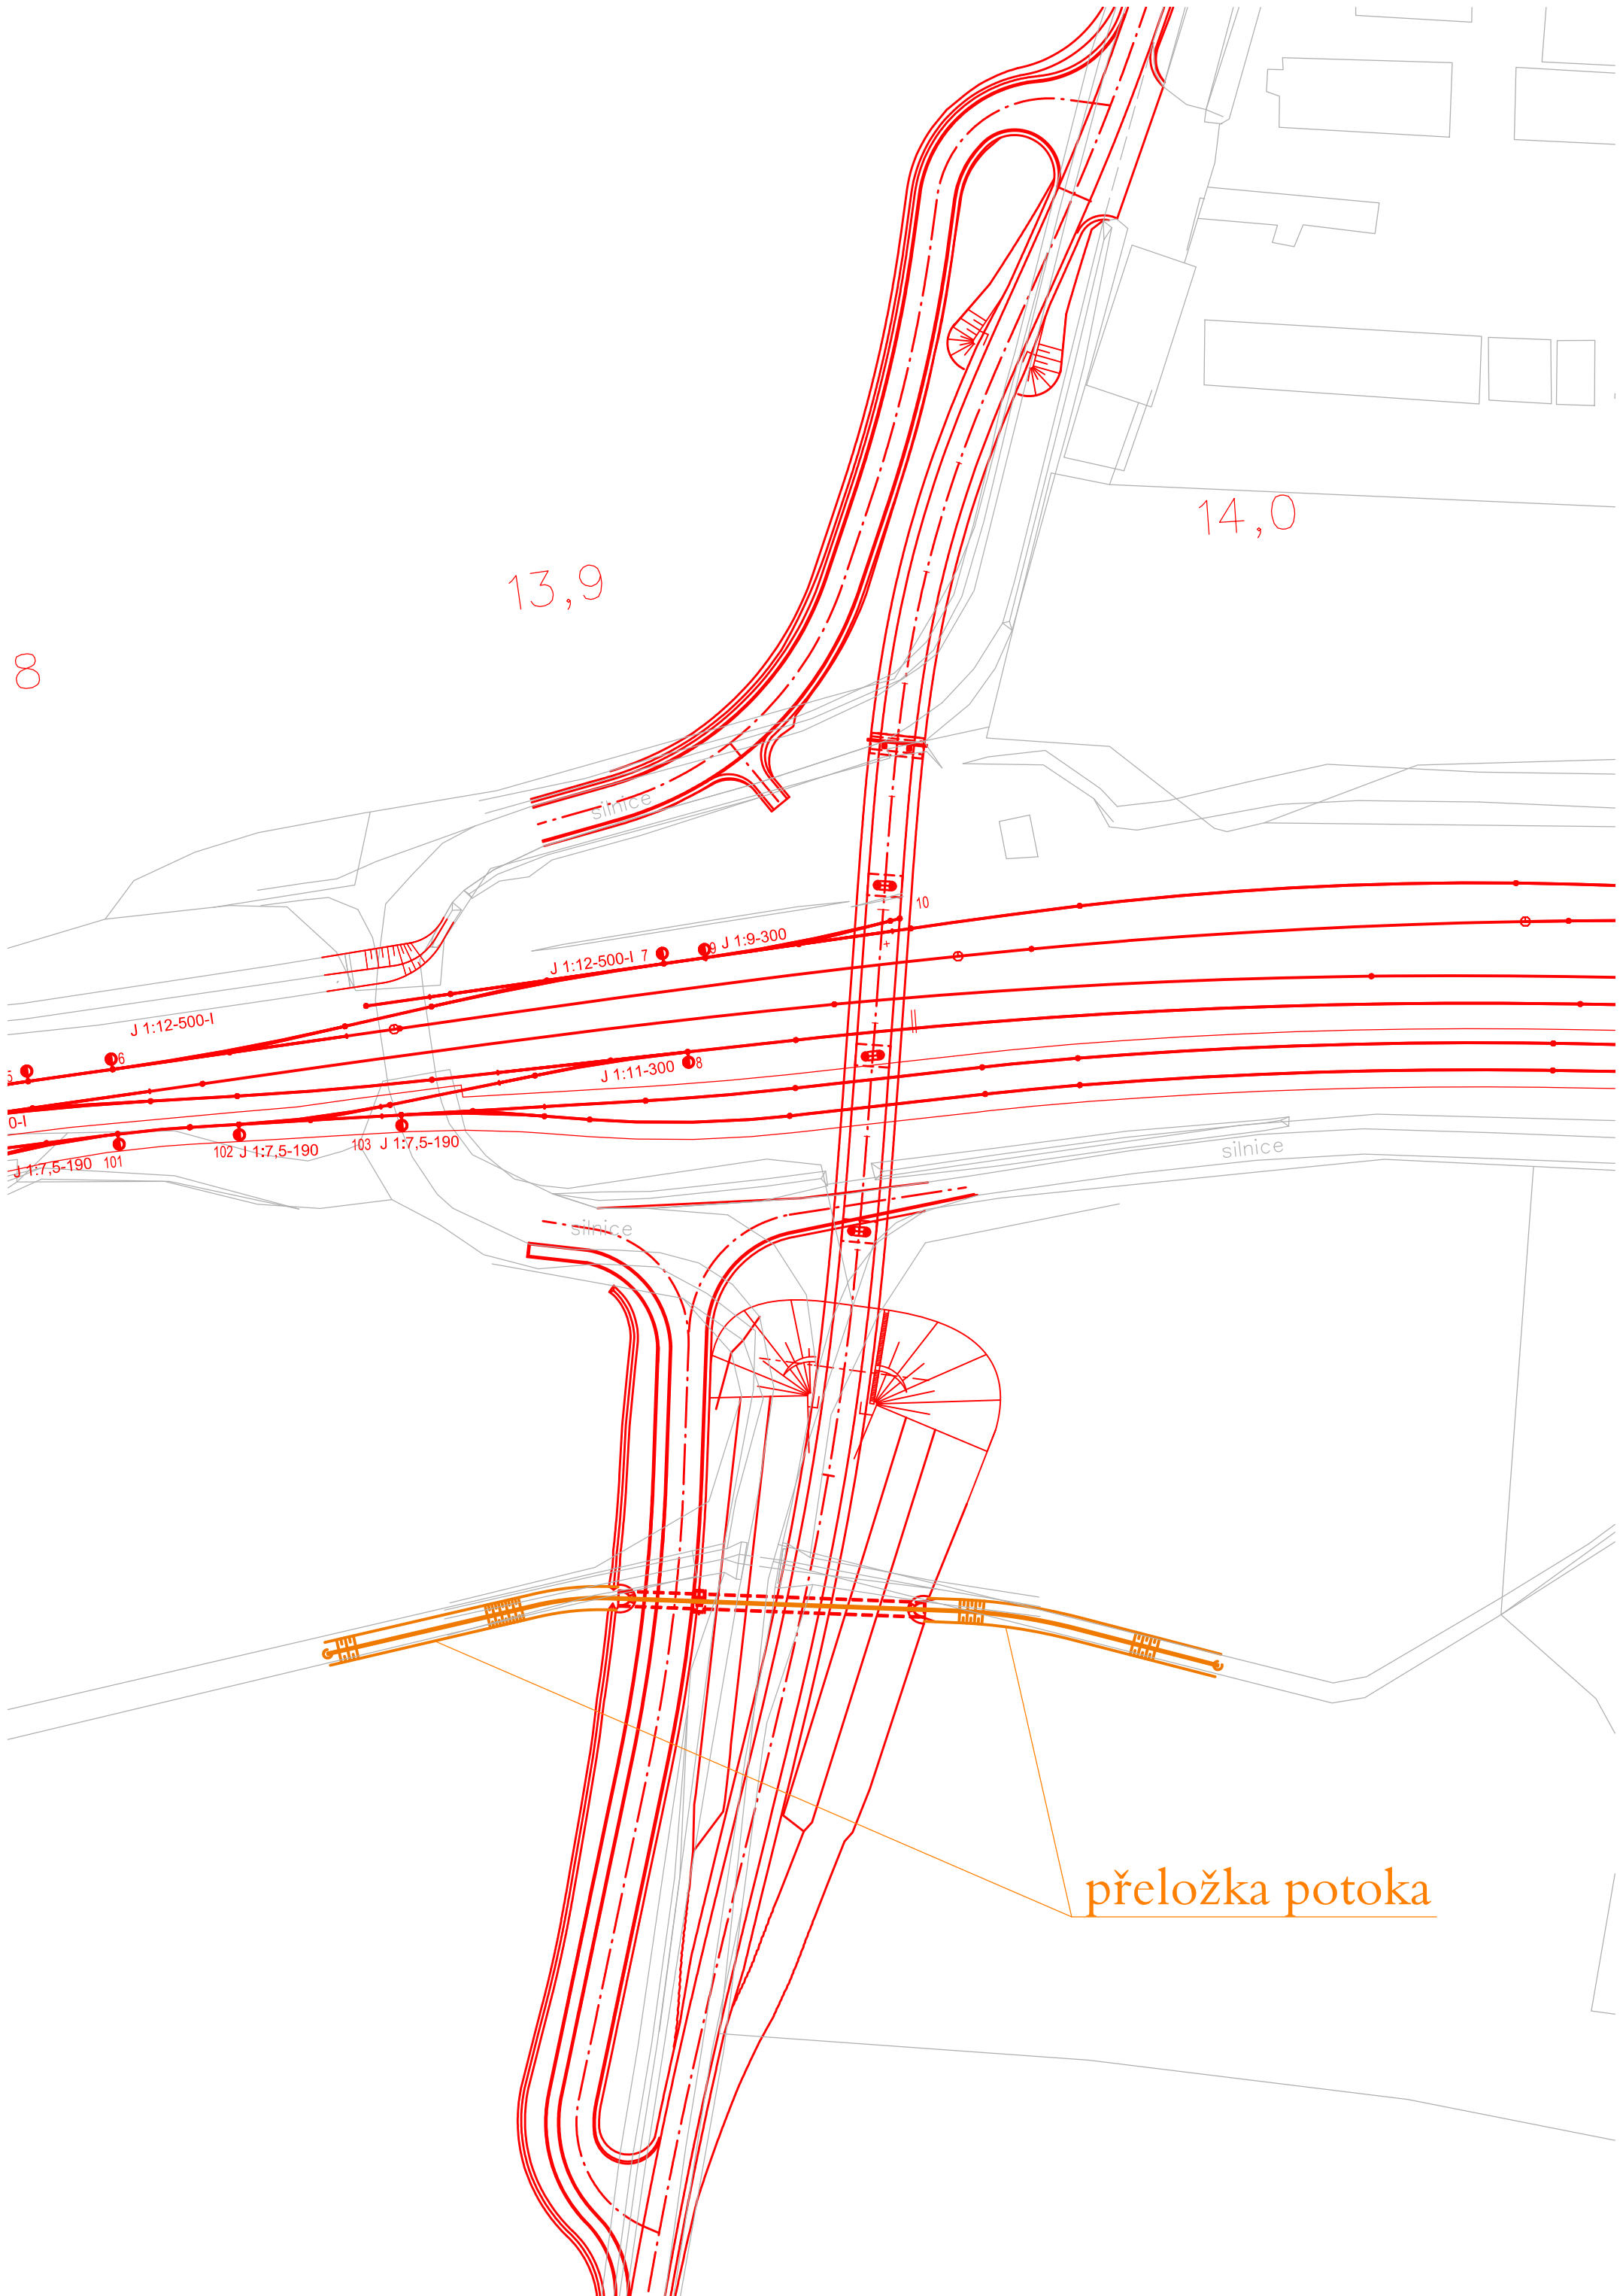 14,0
13,9
8
silnice
10
J 1:9-300
9
J 1:12-500-I 7
J 1:12-500-I
6
5
J 1:11-300 8
0-I
103 J 1:7,5-190
102 J 1:7,5-190
J 1:7,5-190 101
silnice
silnice
přeložka potoka